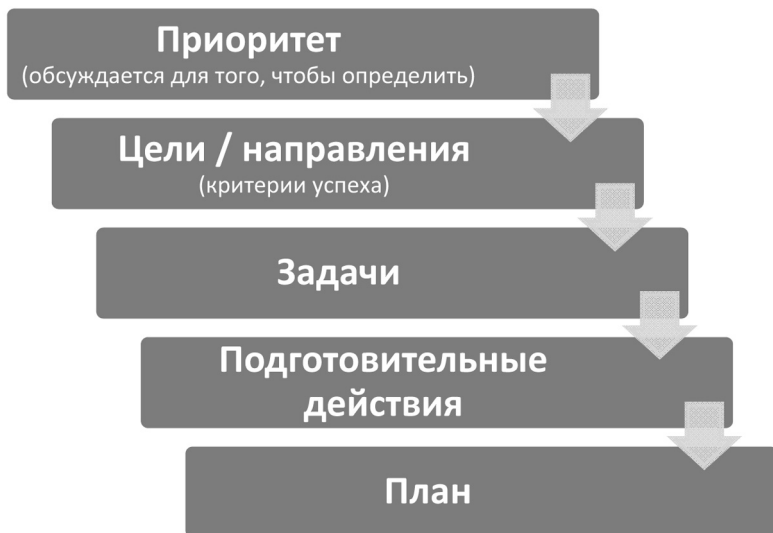 Приоритет
(обсуждается для того, чтобы определить)
Цели / направления
(критерии успеха)
Задачи
Подготовительные
действия
План